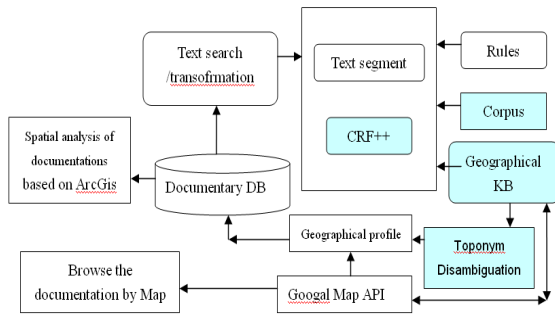 Text search
/transofrmation
Text segment
Rules
CRF++
Corpus
Spatial analysis of
documentations
based on ArcGis
Documentary DB
Geographical
KB
Geographical profile
Toponym
Disambiguation
Browse the
documentation by Map
Googal Map API